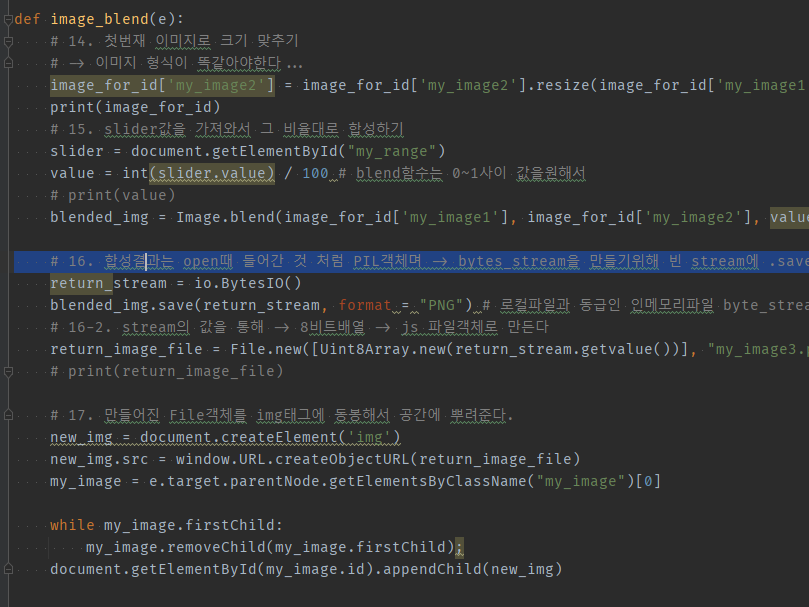 def image_blend(e):
# 14. 첫번재 이미지로 크기 맞추기
# -> 이미지 형식이 똑같아야한다...
image_for_id['my_image2'] = image_for_id['my_image2'].resize(image_for_id['my_image1
print(image_for_id)
# 15. slider값을 가져와서 그 비율대로 합성하기
slider = document.getElementById("my_range")
value = int(slider.value) / 100 # blend함수는 0~1사이 값을원해서
# print(value)
blended_img = Image.blend(image_for_id['my_image1'], image_for_id['my_image2'], value
# 16. 합성결과는 open때 들어간 것 처럼 PIL객체며 -> bytes_stream을 만들기위해 빈 stream에 .save
return_stream = io.BytesIO()
blended_img.save(return_stream, format = "PNG") # 로컬파일과 동급인 인메모리파일 byte_strea
# 16-2. stream의 값을 통해 -> 8비트배열 -> js 파일객체로 만든다
return_image_file = File.new([Uint8Array.new(return_stream.getvalue())], "my_image3.p
# print(return_image_file)
# 17. 만들어진 File객체를 img태그에 동봉해서 공간에 뿌려준다.
new_img = document.createElement('img')
new_img.src = window.URL.createObjectURL(return_image_file)
my_image = e.target.parentNode.getElementsByClassName("my_image")[0]
while my_image.firstChild:
my_image.removeChild(my_image.firstChild);
document.getElementById(my_image.id).appendChild(new_img)